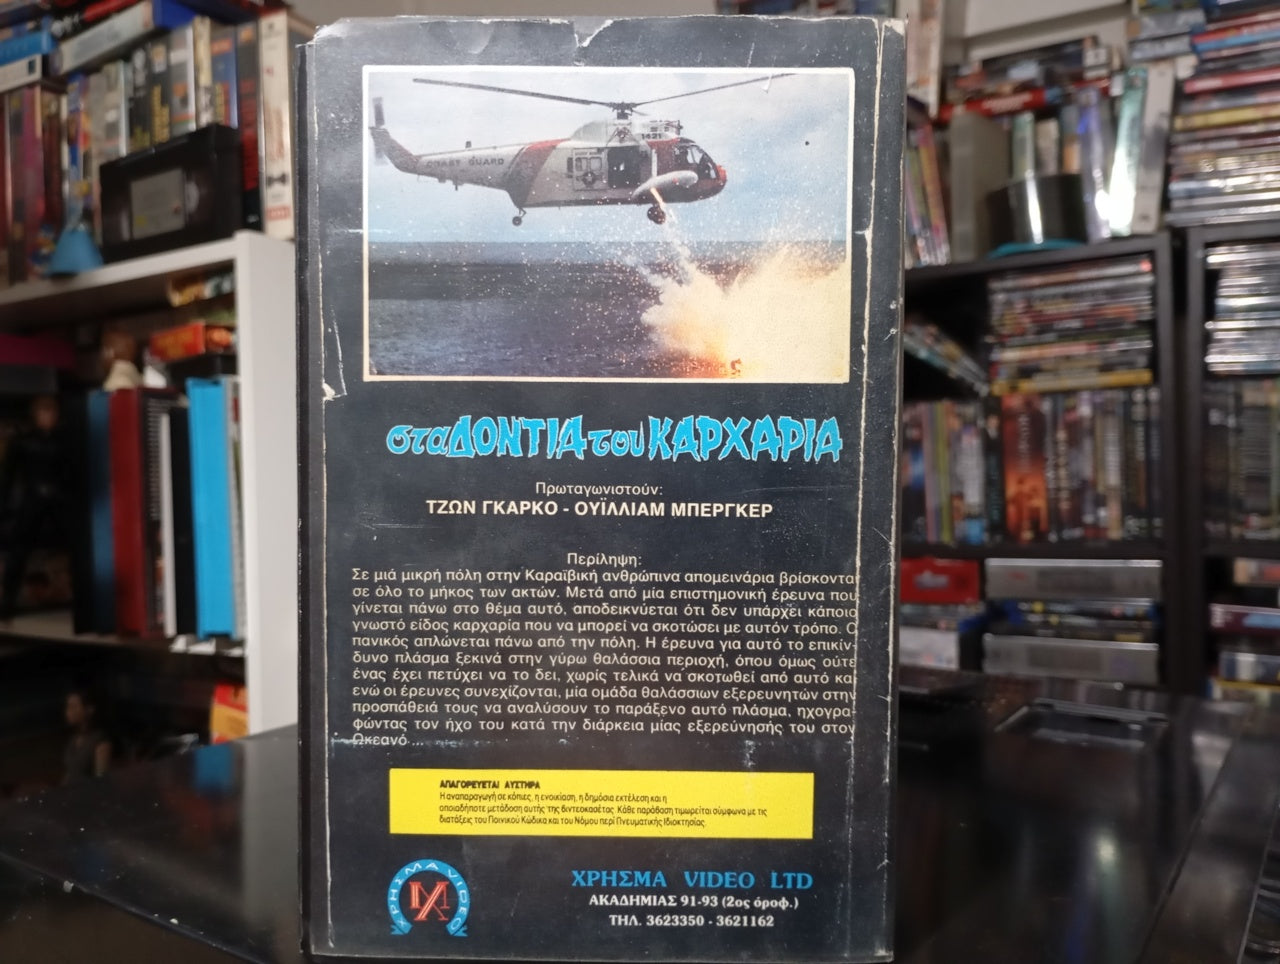 1421
COAST GUARD
στα ΔΟΝΤΙΑ του ΚΑΡΧΑΡΙΑ
Πρωταγωνιστούν:
ΤΖΩΝ ΓΚΑΡΚΟ - ΟΥΪΛΛΙΑΜ ΜΠΕΡΓΚΕΡ
Περίληψη:
Σε μιά μικρή πόλη στην Καραϊβική ανθρώπινα απομεινάρια βρίσκονται
σε όλο το μήκος των ακτών. Μετά από μία επιστημονική έρευνα που
γίνεται πάνω στο θέμα αυτό, αποδεικνύεται ότι δεν υπάρχει κάποιο
γνωστό είδος καρχαρία που να μπορεί να σκοτώσει με αυτόν τρόπο. Ο
πανικός απλώνεται πάνω από την πόλη. Η έρευνα για αυτό το επικίν-
δυνο πλάσμα ξεκινά στην γύρω θαλάσσια περιοχή, όπου όμως ούτε
ένας έχει πετύχει να το δει, χωρίς τελικά να σκοτωθεί από αυτό και
ενώ οι έρευνες συνεχίζονται, μία ομάδα θαλάσσιων εξερευνητών στην
προσπάθειά τους να αναλύσουν το παράξενο αυτό πλάσμα, ηχογρα-
φώντας τον ήχο του κατά την διάρκεια μίας εξερεύνησής του στον
Ωκεανό ...
ΑΠΑΓΟΡΕΥΕΤΑΙ ΑΥΣΤΗΡΑ
Η αναπαραγωγή σε κόπιες, η ενοικίαση, η δημόσια εκτέλεση και η
οποιαδήποτε μετάδοση αυτής της βιντεοκασέτας. Κάθε παράβαση τιμωρείται σύμφωνα με τις
διατάξεις του Ποινικού Κώδικα και του Νόμου περί Πνευματικής Ιδιοκτησίας.
ΧΡΗΣΜΑ VIDEO
ΧΡΗΣΜΑ VIDEO LTD
ΑΚΑΔΗΜΙΑΣ 91-93 (2ος όροφ.)
ΤΗΛ. 3623350 - 3621162